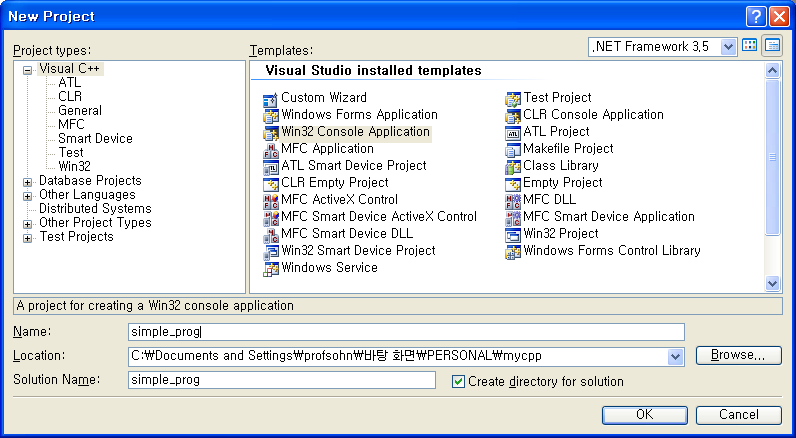 New Project
Project types:
Templates:
.NET Framework 3,5
Visual C++
ATL
CLR
General
MFC
Smart Device
Test
Win32
Database Projects
Other Languages
Distributed Systems
Other Project Types
Test Projects
Visual Studio installed templates
Custom Wizard
Windows Forms Application
Win32 Console Application
MFC Application
ATL Smart Device Project
CLR Empty Project
MFC ActiveX Control
MFC Smart Device ActiveX Control
MFC Smart Device DLL
Win32 Smart Device Project
Windows Service
Test Project
CLR Console Application
ATL Project
Makefile Project
Class Library
Empty Project
MFC DLL
MFC Smart Device Application
Win32 Project
Windows Forms Control Library
A project for creating a Win32 console application
Name: simple_prog
Location: C:₩Documents and Settings₩profsohn₩바탕 화면₩PERSONAL₩mycpp Browse...
Solution Name: simple_prog Create directory for solution
OK Cancel